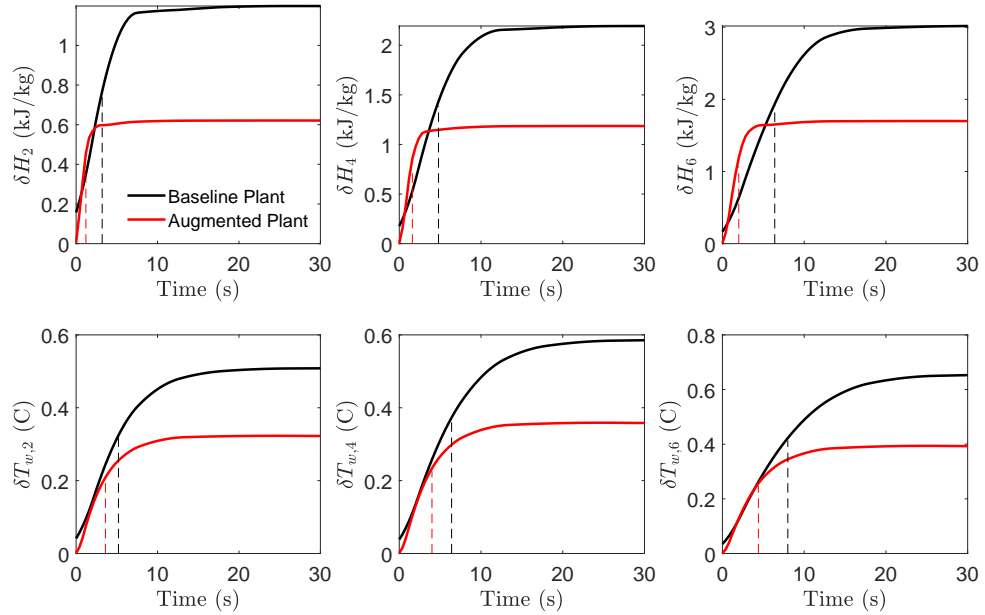 δH₂ (kJ/kg)
1
0.8
0.6
0.4
0.2
0
Baseline Plant
Augmented Plant
0 10 20 30
Time (s)
δH₄ (kJ/kg)
2
1.5
1
0.5
0
0 10 20 30
Time (s)
δH₆ (kJ/kg)
3
2
1
0
0 10 20 30
Time (s)
δT_{w,2} (C)
0.6
0.4
0.2
0
0 10 20 30
Time (s)
δT_{w,4} (C)
0.6
0.4
0.2
0
0 10 20 30
Time (s)
δT_{w,6} (C)
0.8
0.6
0.4
0.2
0
0 10 20 30
Time (s)